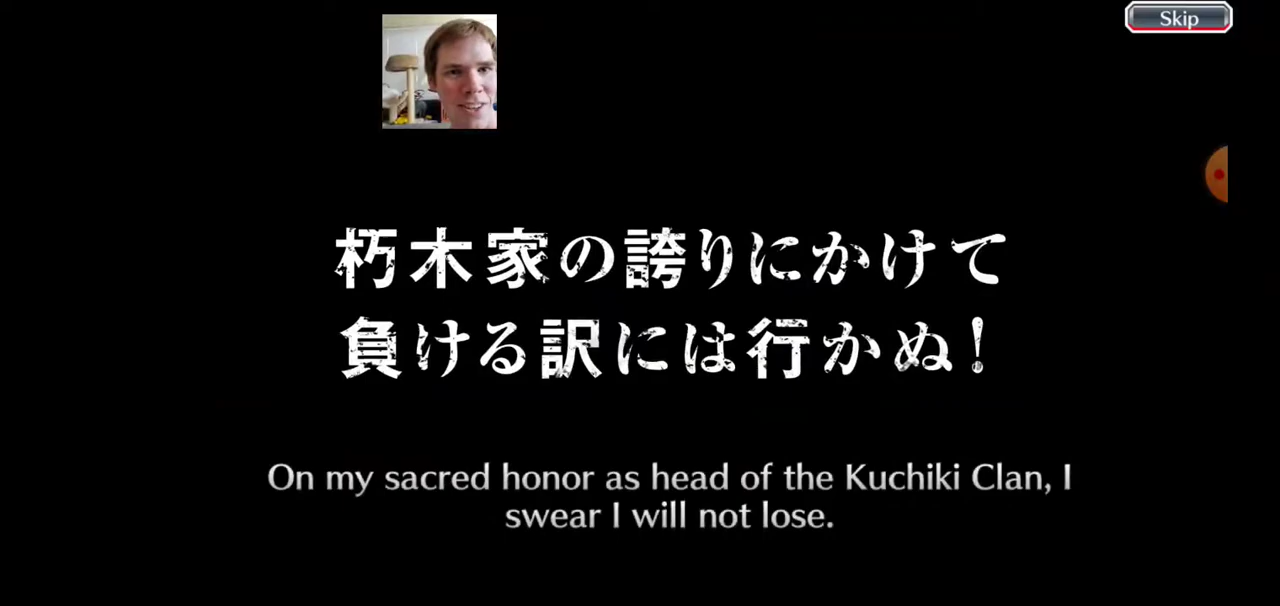 Skip
朽木家の誇りにかけて
負ける訳には行かぬ！
On my sacred honor as head of the Kuchiki Clan, I
swear I will not lose.